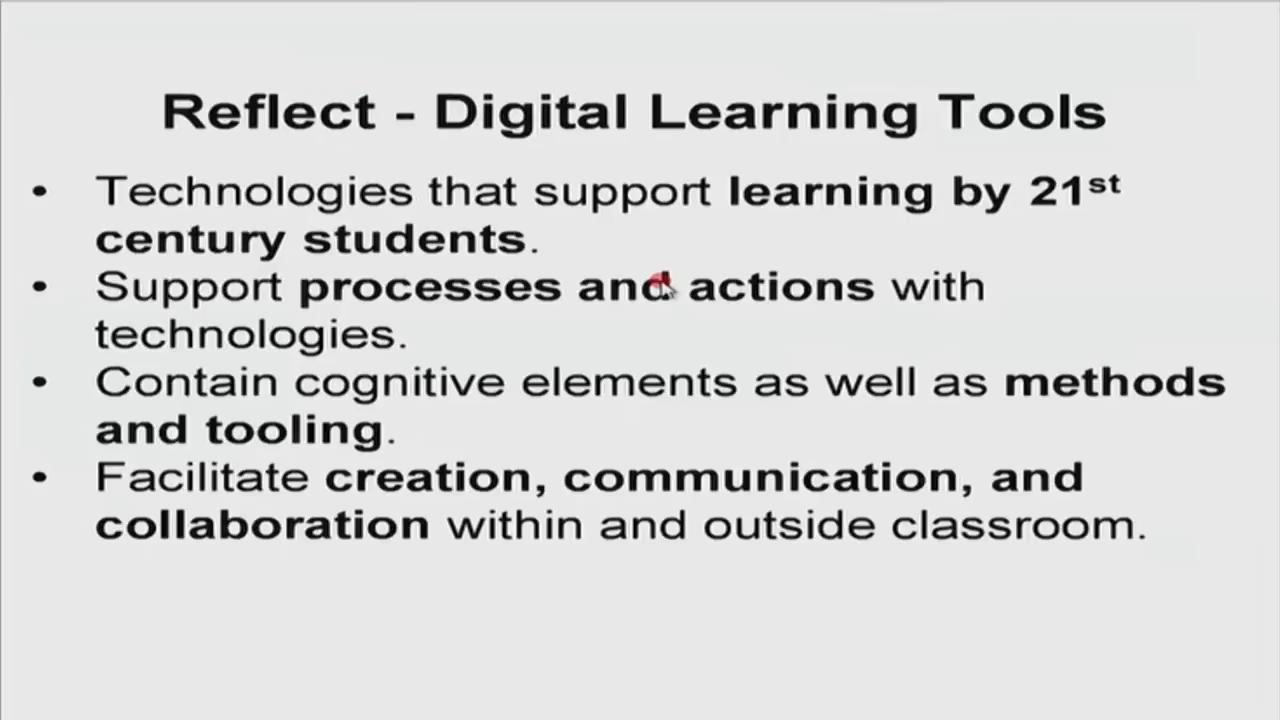 Reflect - Digital Learning Tools
• Technologies that support learning by 21st
century students.
• Support processes and actions with
technologies.
• Contain cognitive elements as well as methods
and tooling.
• Facilitate creation, communication, and
collaboration within and outside classroom.